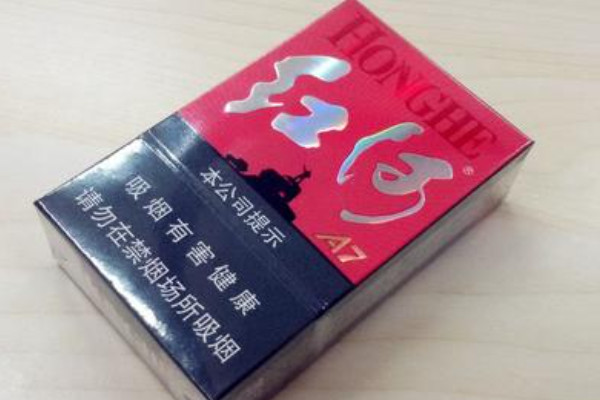 HONGHE
红河®
A7
本公司提示
吸烟有害健康
请勿在禁烟场所吸烟